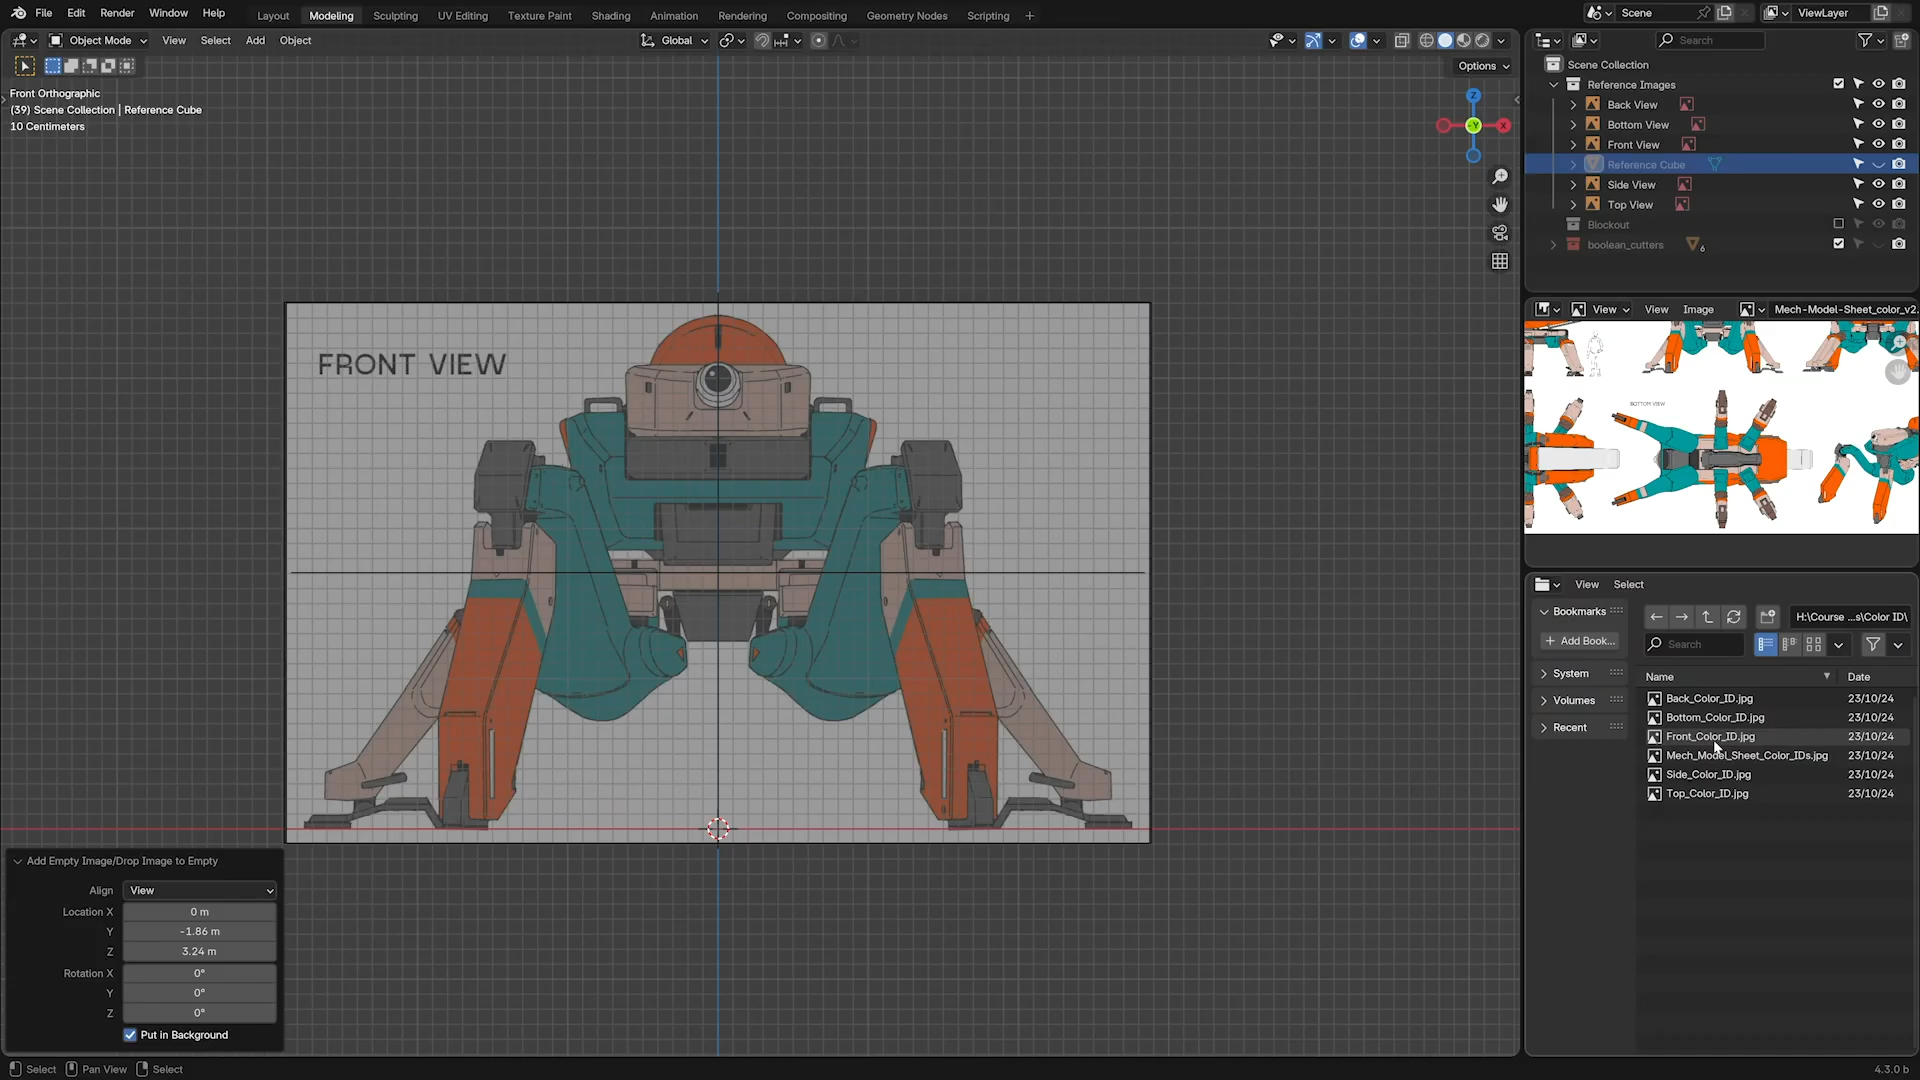 File Edit Render Window Help
Layout Modeling Sculpting UV Editing Texture Paint Shading Animation Rendering Compositing Geometry Nodes Scripting +
Scene
ViewLayer
Object Mode View Select Add Object
Global
Search
Options
Front Orthographic
(39) Scene Collection | Reference Cube
10 Centimeters
Z
Y
X
Scene Collection
Reference Images
Back View
Bottom View
Front View
Reference Cube
Side View
Top View
Blockout
boolean_cutters 6
View View Image Mech-Model-Sheet_color_v2.
BOTTOM VIEW
FRONT VIEW
View Select
Bookmarks
+ Add Book...
System
Volumes
Recent
H:\Course ...s\Color ID\
Search
Name Date
Back_Color_ID.jpg 23/10/24
Bottom_Color_ID.jpg 23/10/24
Front_Color_ID.jpg 23/10/24
Mech_Model_Sheet_Color_IDs.jpg 23/10/24
Side_Color_ID.jpg 23/10/24
Top_Color_ID.jpg 23/10/24
Add Empty Image/Drop Image to Empty
Align View
Location X 0 m
Y -1.86 m
Z 3.24 m
Rotation X 0°
Y 0°
Z 0°
Put in Background
Select Pan View Select
4.3.0 b